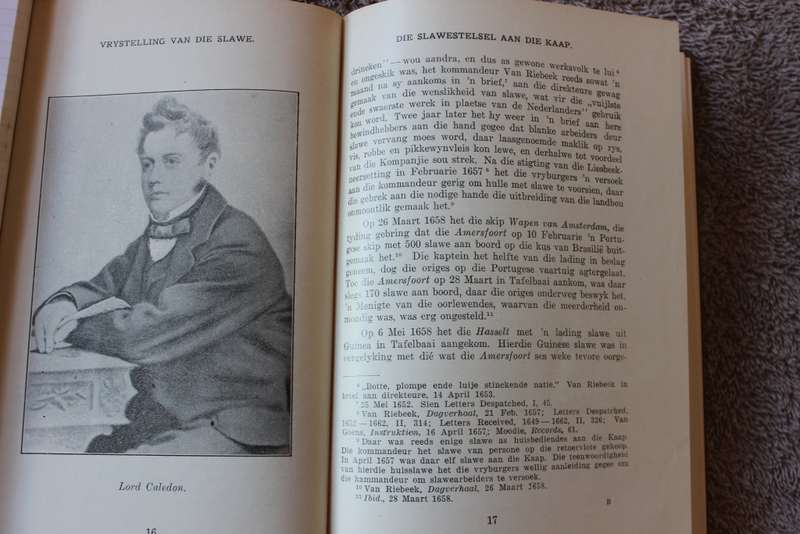 VRYSTELLING VAN DIE SLAWE.
Lord Caledon.
16
DIE SLAWESTELSEL AAN DIE KAAP.
drincken" — wou aandra, en dus as gewone werksvolk te lui ⁶
en ongeskik was, het kommandeur Van Riebeek reeds sowat 'n
maand na sy aankoms in 'n brief,⁷ aan die direkteure gewag
gemaak van die wenslikheid van slawe, wat vir die „vuijlste
ende swaerste werck in plaetse van de Nederlanders" gebruik
kon word. Twee jaar later het hy weer in 'n brief aan here
bewindhebbers aan die hand gegee dat blanke arbeiders deur
slawe vervang moes word, daar laasgenoemde maklik op rys,
vis, robbe en pikkewynvleis kon lewe, en derhalwe tot voordeel
van die Kompanjie sou strek. Na die stigting van die Liesbeek-
neersetting in Februarie 1657 ⁸ het die vryburgers 'n versoek
aan die kommandeur gerig om hulle met slawe te voorsien, daar
die gebrek aan die nodige hande die uitbreiding van die landbou
onmoontlik gemaak het.⁹
Op 26 Maart 1658 het die skip Wapen van Amsterdam, die
tyding gebring dat die Amersfoort op 10 Februarie 'n Portu-
gese skip met 500 slawe aan boord op die kus van Brasilië buit-
gemaak het.¹⁰ Die kaptein het die helfte van die lading in beslag
geneem, dog die origes op die Portugese vaartuig agtergelaat.
Toe die Amersfoort op 28 Maart in Tafelbaai aankom, was daar
slegs 170 slawe aan boord, daar die origes onderweg beswyk het.
'n Menigte van die oorlewendes, waarvan die meerderheid on-
mondig was, was erg ongesteld.¹¹
Op 6 Mei 1658 het die Hasselt met 'n lading slawe uit
Guinea in Tafelbaai aangekom. Hierdie Guinese slawe was in
vergelyking met dié wat die Amersfoort ses weke tevore oorge-
⁶ „Botte, plompe ende luije stinckende natie." Van Riebeek in
brief aan direkteure, 14 April 1653.
⁷ 25 Mei 1652. Sien Letters Despatched, I, 45.
⁸ Van Riebeek, Dagverhaal, 21 Feb. 1657; Letters Despatched,
1652—1662, II, 314; Letters Received, 1649—1662, II, 326; Van
Goens, Instruktien, 16 April 1657; Moodie, Records, 61.
⁹ Daar was reeds enige slawe as huisbediendes aan die Kaap.
Die kommandeur het slawe van persone op die retoervlote gekoop.
In April 1657 was daar elf slawe aan die Kaap. Die teenwoordigheid
van hierdie huisslawe het die vryburgers wellig aanleiding gegee om
die kommandeur om slawearbeiders te versoek.
¹⁰ Van Riebeek, Dagverhaal, 26 Maart 1658.
¹¹ Ibid., 28 Maart 1658.
B
17